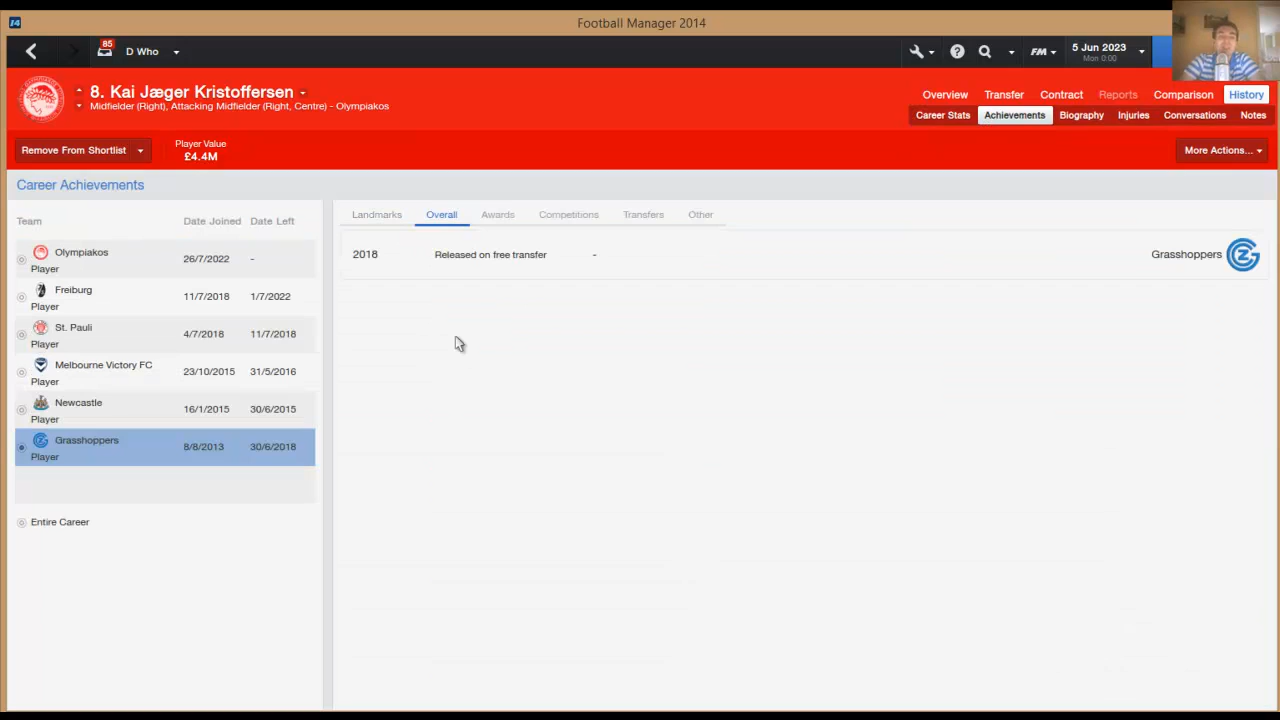 Football Manager 2014
85
D Who
FM
5 Jun 2023
Mon 0:00
8. Kai Jæger Kristoffersen
Midfielder (Right), Attacking Midfielder (Right, Centre) - Olympiakos
Overview Transfer Contract Reports Comparison History
Career Stats Achievements Biography Injuries Conversations Notes
Remove From Shortlist
Player Value
£4.4M
More Actions...
Career Achievements
Team Date Joined Date Left
Olympiakos 26/7/2022 -
Player
Freiburg 11/7/2018 1/7/2022
Player
St. Pauli 4/7/2018 11/7/2018
Player
Melbourne Victory FC 23/10/2015 31/5/2016
Player
Newcastle 16/1/2015 30/6/2015
Player
Grasshoppers 8/8/2013 30/6/2018
Player
Entire Career
Landmarks Overall Awards Competitions Transfers Other
2018 Released on free transfer - Grasshoppers